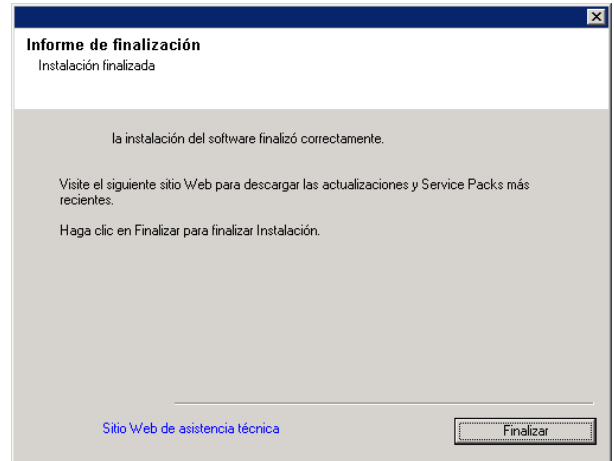 Informe de finalización
Instalación finalizada
la instalación del software finalizó correctamente.
Visite el siguiente sitio Web para descargar las actualizaciones y Service Packs más
recientes.
Haga clic en Finalizar para finalizar Instalación.
Sitio Web de asistencia técnica
Finalizar